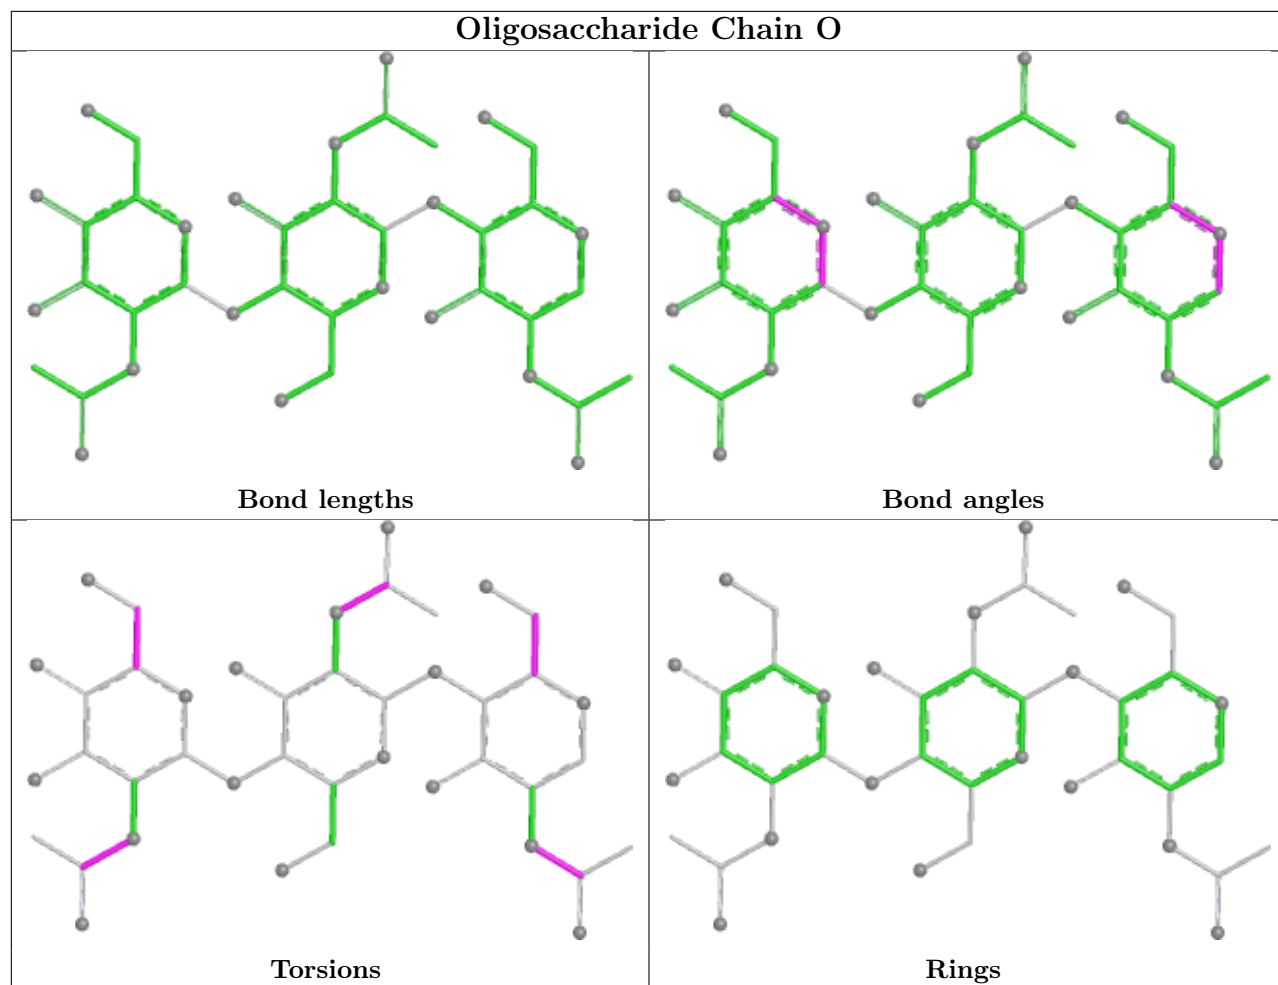 Oligosaccharide Chain O
Bond lengths
Bond angles
Torsions
Rings